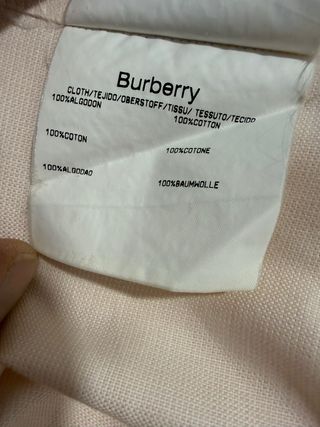 Burberry
CLOTH/TEJIDO/OBERSTOFF/TISSU/ TESSUTO/TECIDO
100%ALGODON 100%COTTON
100%COTON 100%COTONE
100%ALGODAO 100%BAUMWOLLE